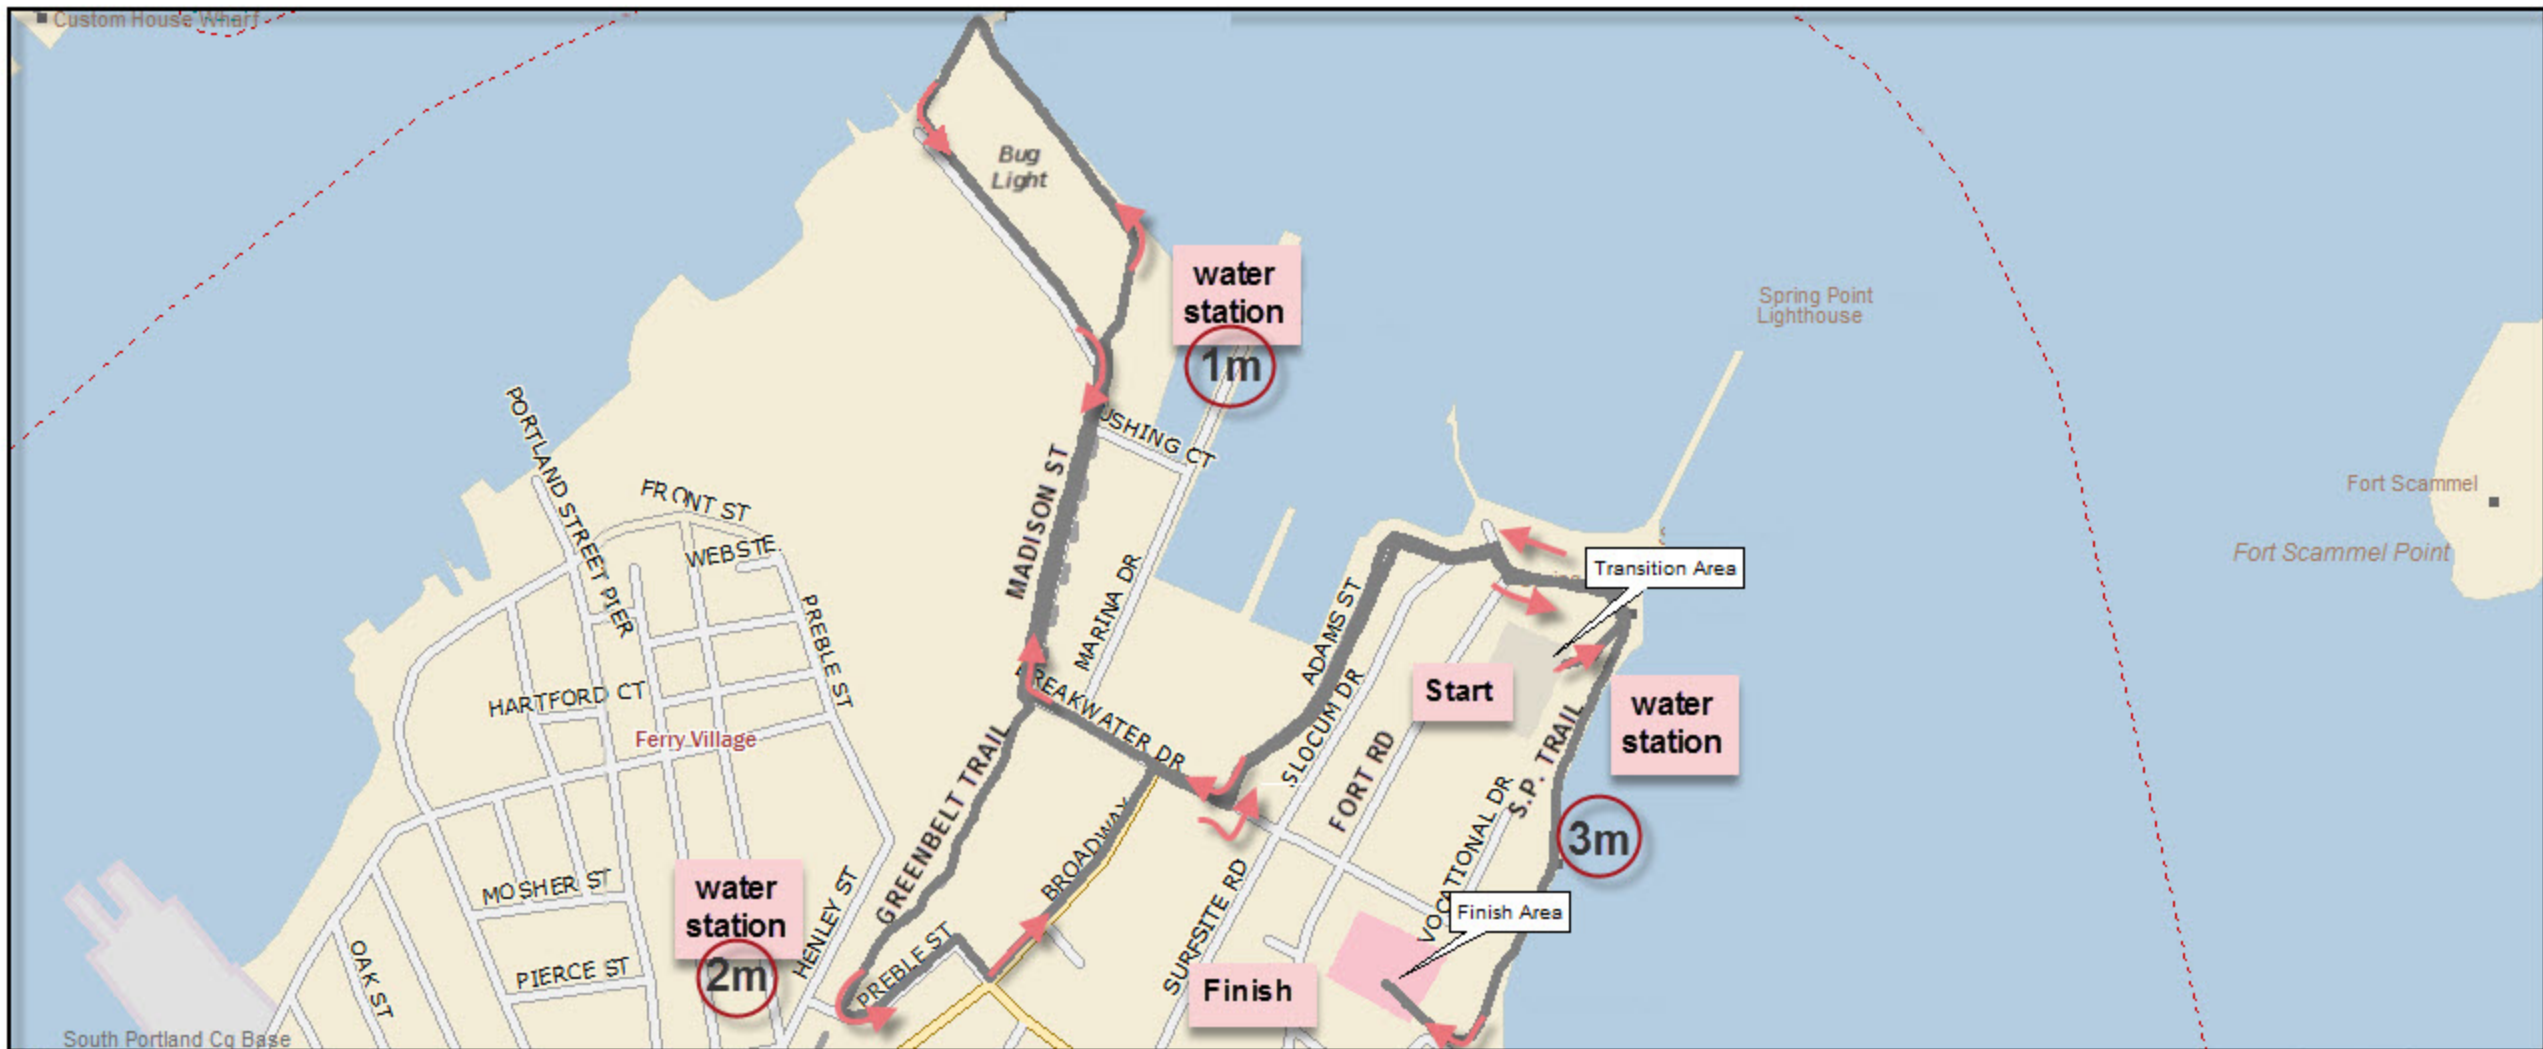 Custom House Wharf
Bug
Light
water
station
1m
Spring Point
Lighthouse
USHING CT
PORTLAND STREET PIER
FRONT ST
WEBSTE
MADISON ST
Fort Scammel
Fort Scammel Point
Transition Area
MARINA DR
ADAMS ST
PREBLE ST
HARTFORD CT
Start
BREAKWATER DR
SLOCUM DR
water
station
Ferry Village
GREENBELT TRAIL
FORT RD
S.P. TRAIL
VOCATIONAL DR
BROADWAY
3m
MOSHER ST
water
station
2m
HENLEY ST
Finish Area
SURFSITE RD
PREBLE ST
OAK ST
PIERCE ST
Finish
South Portland Cg Base